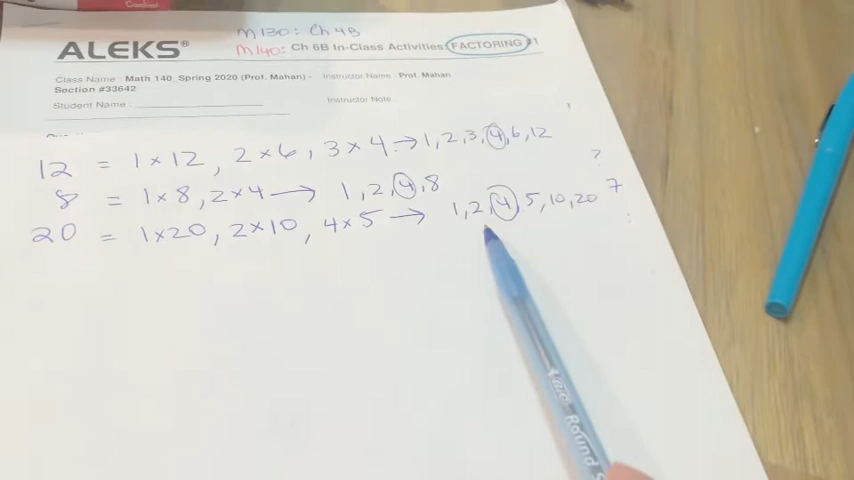 M130: Ch 4B
ALEKS® M140: Ch 6B In-Class Activities: FACTORING #1
Class Name : Math 140_Spring 2020 (Prof. Mahan) - Instructor Name : Prof. Mahan
Section #33642
Student Name : Instructor Note :
12 = 1×12, 2×6, 3×4 → 1, 2, 3, 4, 6, 12
8 = 1×8, 2×4 → 1, 2, 4, 8
20 = 1×20, 2×10, 4×5 → 1, 2, 4, 5, 10, 20